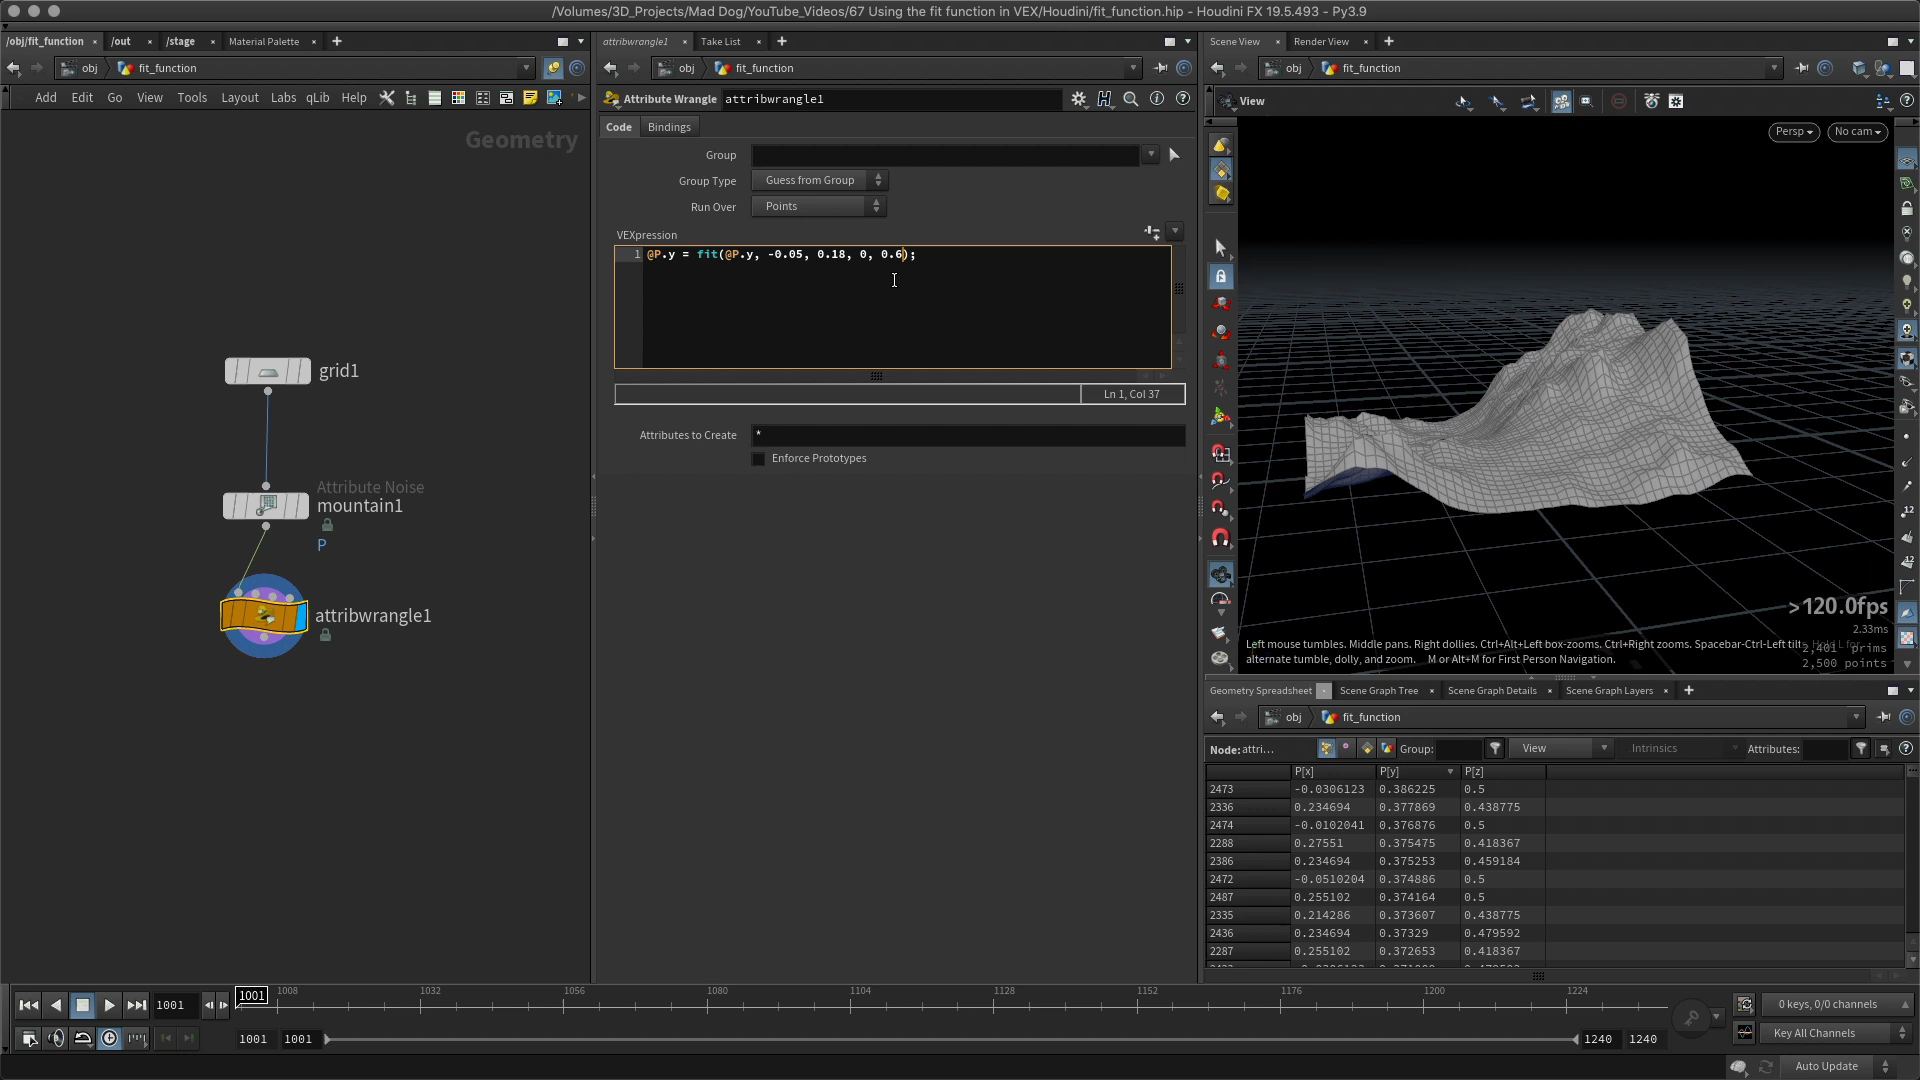 /Volumes/3D_Projects/Mad Dog/YouTube_Videos/67 Using the fit function in VEX/Houdini/fit_function.hip - Houdini FX 19.5.493 - Py3.9
/obj/fit_function
/out
/stage
Material Palette
obj
fit_function
Add Edit Go View Tools Layout Labs qLib Help
Geometry
grid1
Attribute Noise
mountain1
P
attribwrangle1
attribwrangle1
Take List
obj
fit_function
Attribute Wrangle
attribwrangle1
Code
Bindings
Group
Group Type
Guess from Group
Run Over
Points
VEXpression
1
@P.y = fit(@P.y, -0.05, 0.18, 0, 0.6);
Ln 1, Col 37
Attributes to Create
*
Enforce Prototypes
Scene View
Render View
obj
fit_function
View
Persp
No cam
>120.0fps
2.33ms
Left mouse tumbles. Middle pans. Right dollies. Ctrl+Alt+Left box-zooms. Ctrl+Right zooms. Spacebar-Ctrl-Left tilts. Hold L for
alternate tumble, dolly, and zoom. M or Alt+M for First Person Navigation.
2,401 prims
2,500 points
Geometry Spreadsheet
Scene Graph Tree
Scene Graph Details
Scene Graph Layers
obj
fit_function
Node: attri...
Group:
View
Intrinsics
Attributes:
P[x] P[y] P[z]
2473 -0.0306123 0.386225 0.5
2336 0.234694 0.377869 0.438775
2474 -0.0102041 0.376876 0.5
2288 0.27551 0.375475 0.418367
2386 0.234694 0.375253 0.459184
2472 -0.0510204 0.374886 0.5
2487 0.255102 0.374164 0.5
2335 0.214286 0.373607 0.438775
2436 0.234694 0.37329 0.479592
2287 0.255102 0.372653 0.418367
1001
1001
1008 1032 1056 1080 1104 1128 1152 1176 1200 1224
0 keys, 0/0 channels
1001
1001
1240
1240
Key All Channels
Auto Update